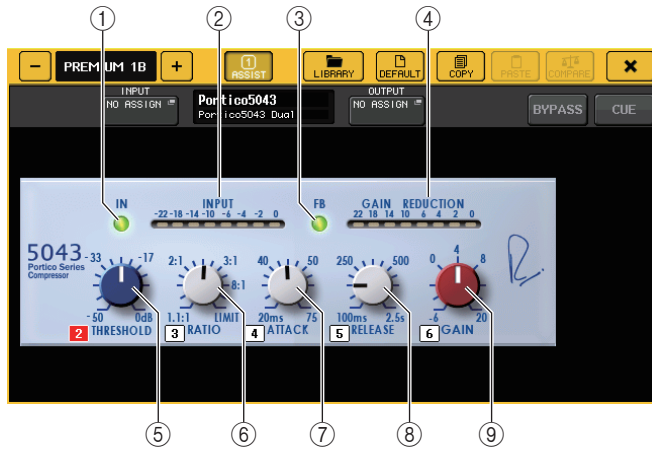 ① ② ③ ④
− PREMIUM 1B + 1 ASSIST LIBRARY DEFAULT COPY PASTE COMPARE ×
INPUT
NO ASSIGN
Portico5043
Portico5043 Dual
OUTPUT
NO ASSIGN
BYPASS CUE
IN INPUT FB GAIN REDUCTION
-22 -18 -14 -10 -6 -4 -2 0 22 18 14 10 6 4 2 0
5043
Portico Series
Compressor
-33 -17 2:1 3:1 8:1 40 50 250 500 0 4 8
-50 0dB 1.1:1 LIMIT 20ms 75 100ms 2.5s -6 20
2 THRESHOLD 3 RATIO 4 ATTACK 5 RELEASE 6 GAIN
⑤ ⑥ ⑦ ⑧ ⑨